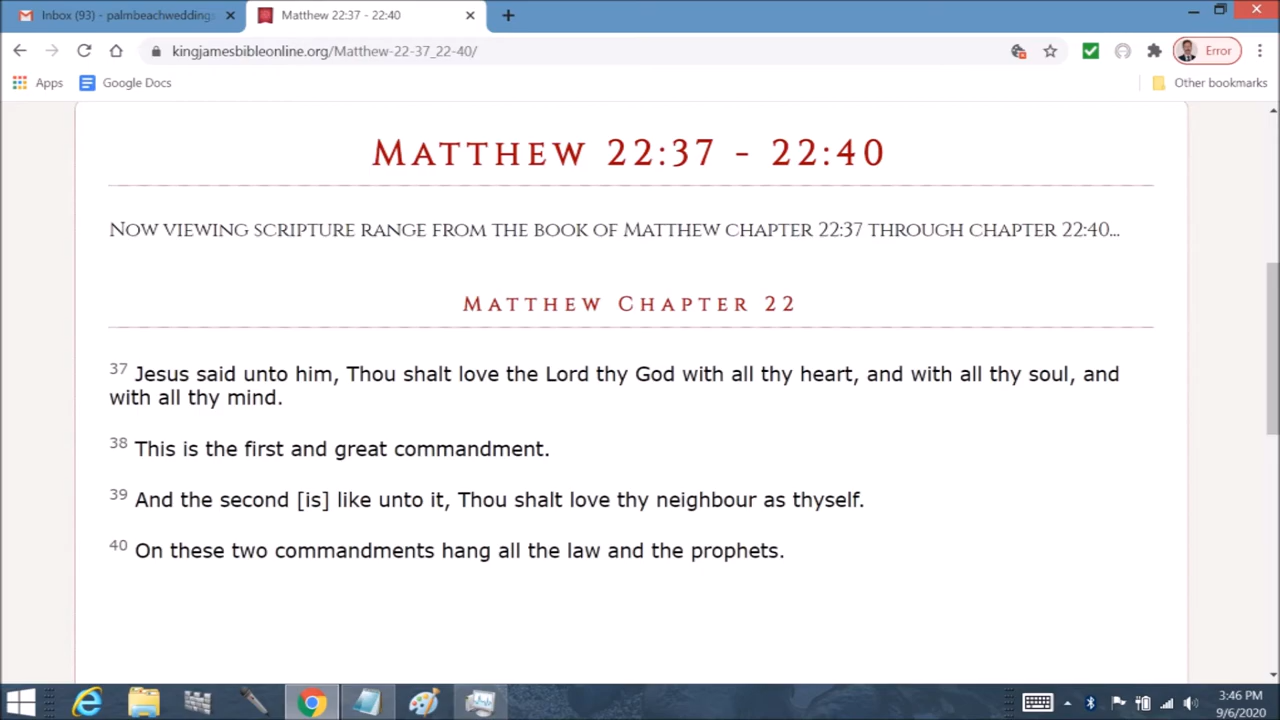 Inbox (93) - palmbeachweddings
Matthew 22:37 - 22:40
kingjamesbibleonline.org/Matthew-22-37_22-40/
Error
Apps
Google Docs
Other bookmarks
Matthew 22:37 - 22:40
Now viewing scripture range from the book of Matthew chapter 22:37 through chapter 22:40...
Matthew Chapter 22
37 Jesus said unto him, Thou shalt love the Lord thy God with all thy heart, and with all thy soul, and
with all thy mind.
38 This is the first and great commandment.
39 And the second [is] like unto it, Thou shalt love thy neighbour as thyself.
40 On these two commandments hang all the law and the prophets.
3:46 PM
9/6/2020